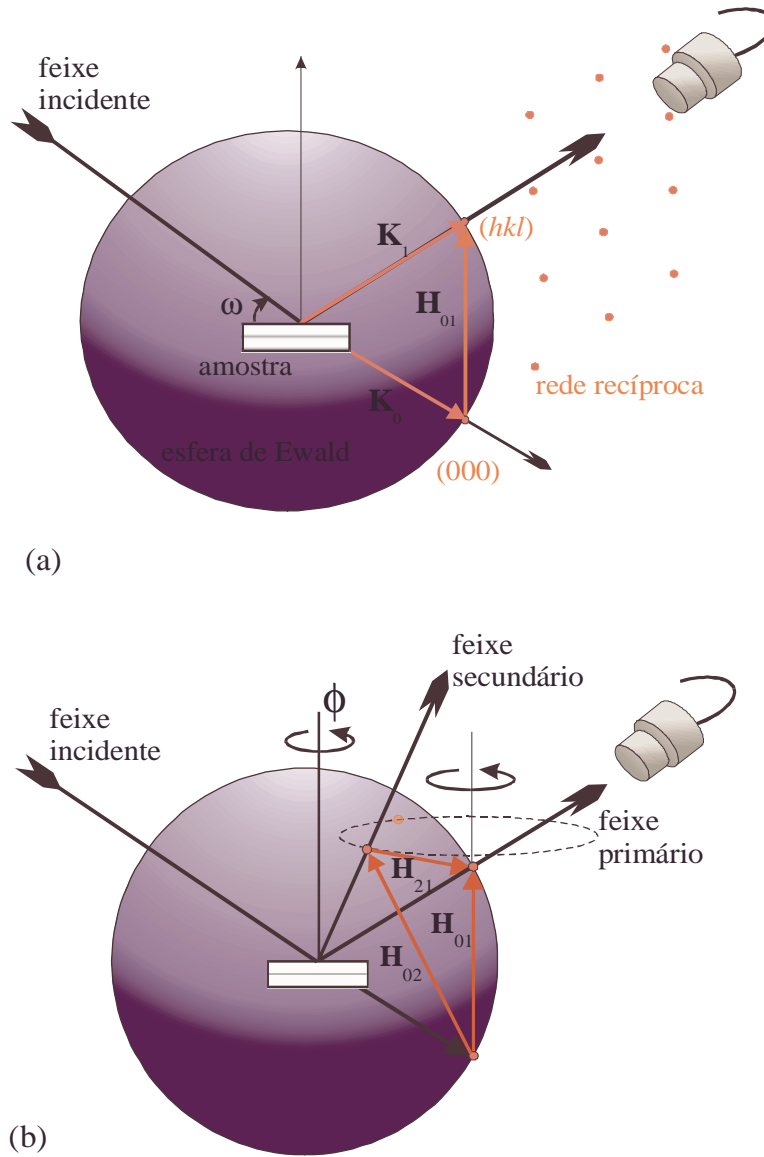 feixe
incidente
K₁
(hkl)
ω
H₀₁
amostra
rede recíproca
K₀
esfera de Ewald
(000)
(a)
feixe
secundário
ϕ
feixe
incidente
feixe
primário
H₂₁
H₀₁
H₀₂
(b)